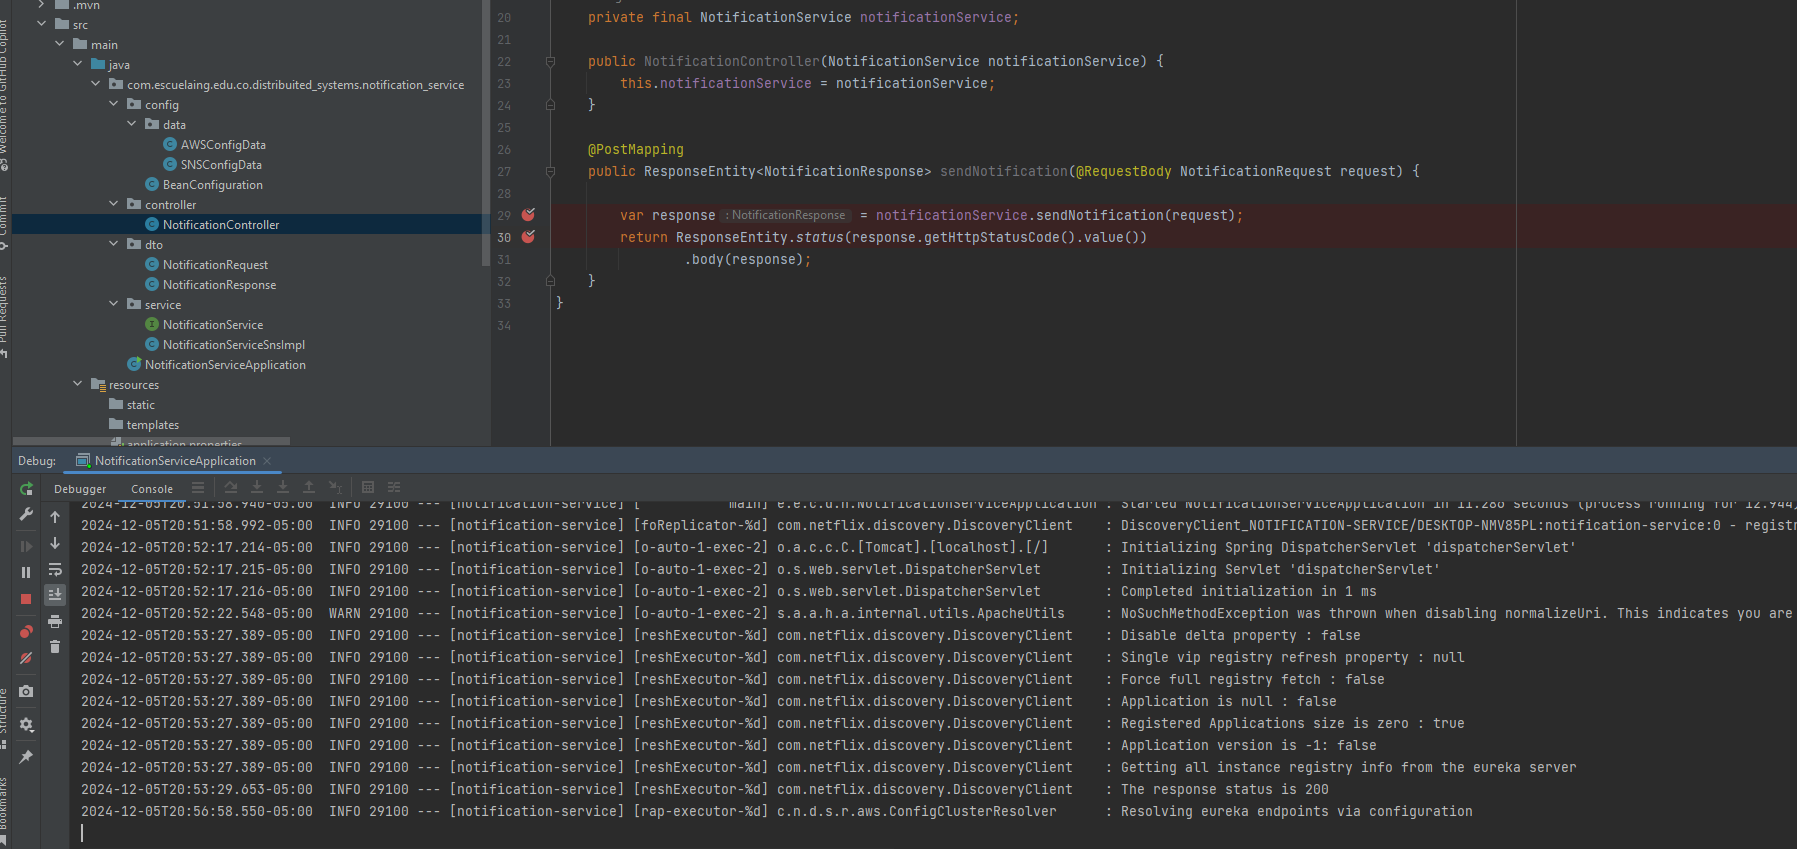 .mvn
src
main
java
com.escuelaing.edu.co.distribuited_systems.notification_service
config
data
AWSConfigData
SNSConfigData
BeanConfiguration
controller
NotificationController
dto
NotificationRequest
NotificationResponse
service
NotificationService
NotificationServiceSnsImpl
NotificationServiceApplication
resources
static
templates
application.properties
Welcome to GitHub Copilot
Commit
Pull Requests
Structure
Bookmarks
20 private final NotificationService notificationService;
21
22 public NotificationController(NotificationService notificationService) {
23 this.notificationService = notificationService;
24 }
25
26 @PostMapping
27 public ResponseEntity<NotificationResponse> sendNotification(@RequestBody NotificationRequest request) {
28
29 var response : NotificationResponse = notificationService.sendNotification(request);
30 return ResponseEntity.status(response.getHttpStatusCode().value())
31 .body(response);
32 }
33 }
34
Debug: NotificationServiceApplication
Debugger Console
2024-12-05T20:51:58.940-05:00 INFO 29100 --- [notification-service] [ main] e.e.c.d.n.NotificationServiceApplication : Started NotificationServiceApplication in 11.286 seconds (process running for 12.944)
2024-12-05T20:51:58.992-05:00 INFO 29100 --- [notification-service] [foReplicator-%d] com.netflix.discovery.DiscoveryClient : DiscoveryClient_NOTIFICATION-SERVICE/DESKTOP-NMV85PL:notification-service:0 - registr
2024-12-05T20:52:17.214-05:00 INFO 29100 --- [notification-service] [o-auto-1-exec-2] o.a.c.c.C.[Tomcat].[localhost].[/] : Initializing Spring DispatcherServlet 'dispatcherServlet'
2024-12-05T20:52:17.215-05:00 INFO 29100 --- [notification-service] [o-auto-1-exec-2] o.s.web.servlet.DispatcherServlet : Initializing Servlet 'dispatcherServlet'
2024-12-05T20:52:17.216-05:00 INFO 29100 --- [notification-service] [o-auto-1-exec-2] o.s.web.servlet.DispatcherServlet : Completed initialization in 1 ms
2024-12-05T20:52:22.548-05:00 WARN 29100 --- [notification-service] [o-auto-1-exec-2] s.a.a.h.a.internal.utils.ApacheUtils : NoSuchMethodException was thrown when disabling normalizeUri. This indicates you are
2024-12-05T20:53:27.389-05:00 INFO 29100 --- [notification-service] [reshExecutor-%d] com.netflix.discovery.DiscoveryClient : Disable delta property : false
2024-12-05T20:53:27.389-05:00 INFO 29100 --- [notification-service] [reshExecutor-%d] com.netflix.discovery.DiscoveryClient : Single vip registry refresh property : null
2024-12-05T20:53:27.389-05:00 INFO 29100 --- [notification-service] [reshExecutor-%d] com.netflix.discovery.DiscoveryClient : Force full registry fetch : false
2024-12-05T20:53:27.389-05:00 INFO 29100 --- [notification-service] [reshExecutor-%d] com.netflix.discovery.DiscoveryClient : Application is null : false
2024-12-05T20:53:27.389-05:00 INFO 29100 --- [notification-service] [reshExecutor-%d] com.netflix.discovery.DiscoveryClient : Registered Applications size is zero : true
2024-12-05T20:53:27.389-05:00 INFO 29100 --- [notification-service] [reshExecutor-%d] com.netflix.discovery.DiscoveryClient : Application version is -1: false
2024-12-05T20:53:27.389-05:00 INFO 29100 --- [notification-service] [reshExecutor-%d] com.netflix.discovery.DiscoveryClient : Getting all instance registry info from the eureka server
2024-12-05T20:53:29.653-05:00 INFO 29100 --- [notification-service] [reshExecutor-%d] com.netflix.discovery.DiscoveryClient : The response status is 200
2024-12-05T20:56:58.550-05:00 INFO 29100 --- [notification-service] [rap-executor-%d] c.n.d.s.r.aws.ConfigClusterResolver : Resolving eureka endpoints via configuration